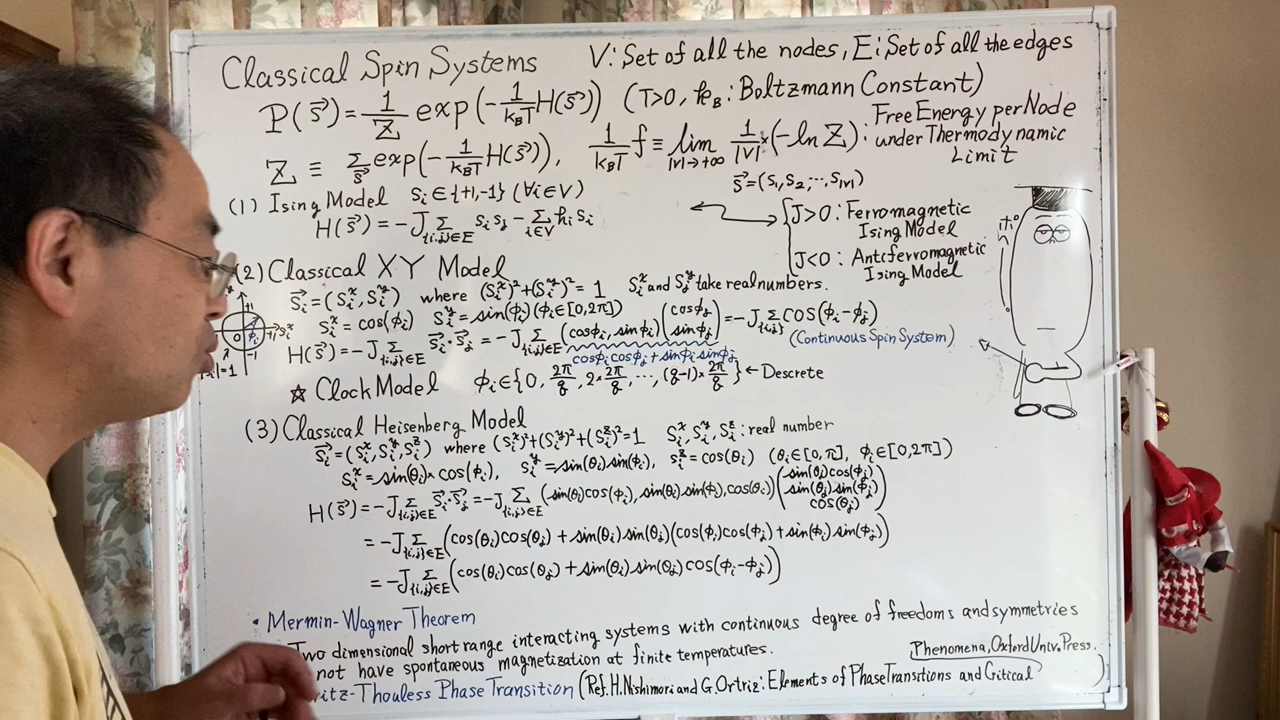 Classical Spin Systems V: Set of all the nodes, E: Set of all the edges
P(s⃗) = 1/Z exp(-1/(k_B T) H(s⃗)) (T>0, k_B: Boltzmann Constant)
Z ≡ Σ_s⃗ exp(-1/(k_B T) H(s⃗)), 1/(k_B T) f ≡ lim_{|V|→+∞} 1/|V| × (-ln Z): Free Energy per Node under Thermodynamic Limit
s⃗=(s₁,s₂,…,s_|V|)
(1) Ising Model s_i∈{+1,-1} (∀i∈V)
H(s⃗) = -J Σ_{{i,j}∈E} s_i s_j - Σ_{i∈V} h_i s_i
J>0: Ferromagnetic
Ising Model
J<0: Antiferromagnetic
Ising Model
(2) Classical XY Model
s⃗_i=(s_i^x, s_i^y) where (s_i^x)²+(s_i^y)²=1 s_i^x and s_j^y take real numbers.
s_i^x = cos(φ_i) s_i^y = sin(φ_i) (φ_i∈[0,2π])
H(s⃗) = -J Σ_{{i,j}∈E} s⃗_i·s⃗_j = -J Σ_{{i,j}∈E} (cosφ_i, sinφ_i)(cosφ_j sinφ_j) = -J Σ_{{i,j}} cos(φ_i-φ_j)
cosφ_i cosφ_j + sinφ_i sinφ_j
(Continuous Spin System)
☆ Clock Model φ_i∈{0, 2π/q, 2×2π/q, …, (q-1)×2π/q} ← Discrete
(3) Classical Heisenberg Model
s⃗_i=(s_i^x, s_i^y, s_i^z) where (s_i^x)²+(s_i^y)²+(s_i^z)²=1 s_i^x, s_i^y, s_i^z: real number
s_i^x = sin(θ_i)×cos(φ_i), s_i^y = sin(θ_i)sin(φ_i), s_i^z = cos(θ_i) (θ_i∈[0,π], φ_i∈[0,2π])
H(s⃗) = -J Σ_{{i,j}∈E} s⃗_i·s⃗_j = -J Σ_{{i,j}∈E} (sin(θ_i)cos(φ_i), sin(θ_i)sin(φ_i), cos(θ_i))(sin(θ_j)cos(φ_j) sin(θ_j)sin(φ_j) cos(θ_j))
= -J Σ_{{i,j}∈E} (cos(θ_i)cos(θ_j) + sin(θ_i)sin(θ_j)(cos(φ_i)cos(φ_j) + sin(φ_i)sin(φ_j))
= -J Σ_{{i,j}∈E} (cos(θ_i)cos(θ_j) + sin(θ_i)sin(θ_j)cos(φ_i-φ_j))
• Mermin-Wagner Theorem
Two dimensional short range interacting systems with continuous degree of freedoms and symmetries
not have spontaneous magnetization at finite temperatures.
Thouless Phase Transition (Ref. H. Nishimori and G. Ortriz: Elements of Phase Transitions and Critical
Phenomena, Oxford Untv. Press.)